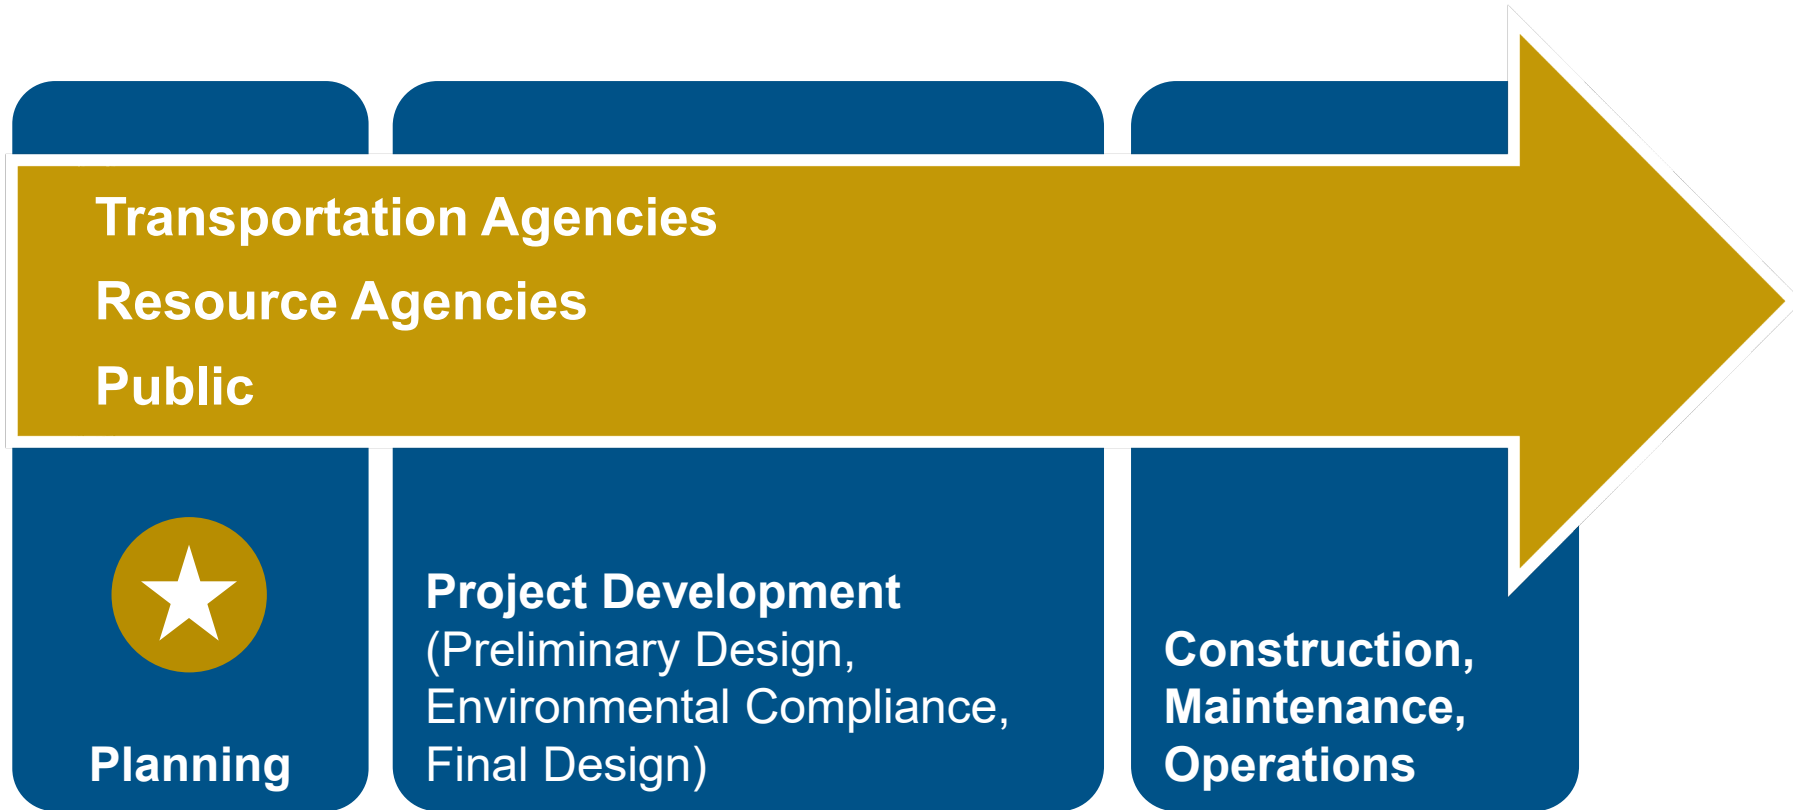 Transportation Agencies
Resource Agencies
Public
Planning
Project Development
(Preliminary Design,
Environmental Compliance,
Final Design)
Construction,
Maintenance,
Operations